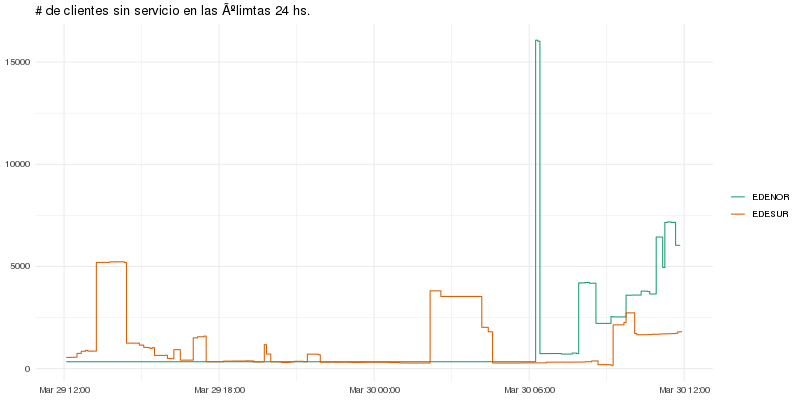 # de clientes sin servicio en las Ãºlimtas 24 hs.
15000
10000
5000
0
Mar 29 12:00
Mar 29 18:00
Mar 30 00:00
Mar 30 06:00
Mar 30 12:00
EDENOR
EDESUR